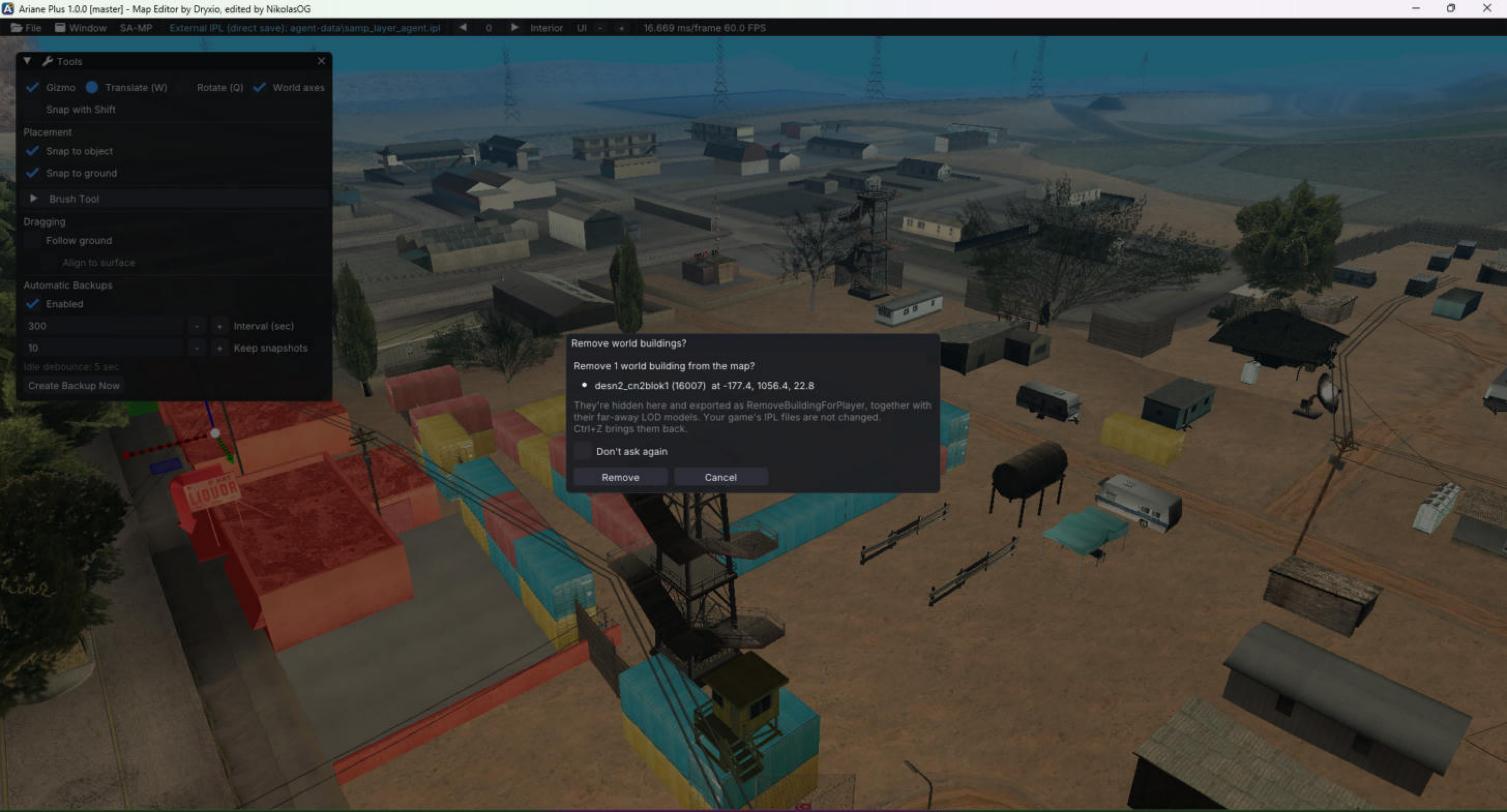 Ariane Plus 1.0.0 [master] - Map Editor by Dryxio, edited by NikolasOG
File Window SA-MP External IPL (direct save): agent-data\samp_layer_agent.ipl 0 Interior UI - + 16.669 ms/frame 60.0 FPS
Tools
Gizmo Translate (W) Rotate (Q) World axes
Snap with Shift
Placement
Snap to object
Snap to ground
Brush Tool
Dragging
Follow ground
Align to surface
Automatic Backups
Enabled
300 - + Interval (sec)
10 - + Keep snapshots
Idle debounce: 5 sec
Create Backup Now
Remove world buildings?
Remove 1 world building from the map?
desn2_cn2blok1 (16007) at -177.4, 1056.4, 22.8
They're hidden here and exported as RemoveBuildingForPlayer, together with
their far-away LOD models. Your game's IPL files are not changed.
Ctrl+Z brings them back.
Don't ask again
Remove Cancel
LIQUOR